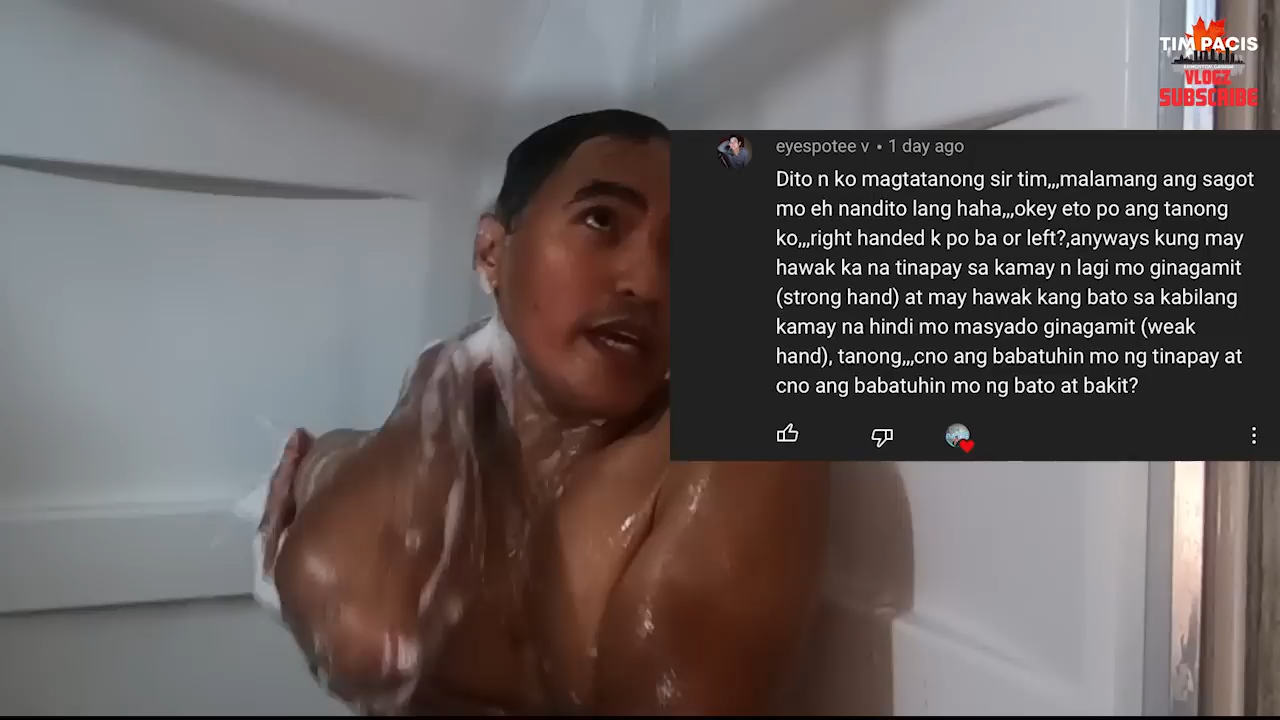 TIM PACIS
VLOGZ
SUBSCRIBE
eyespotee v • 1 day ago
Dito n ko magtatanong sir tim,,,malamang ang sagot
mo eh nandito lang haha,,,okey eto po ang tanong
ko,,,right handed k po ba or left?,anyways kung may
hawak ka na tinapay sa kamay n lagi mo ginagamit
(strong hand) at may hawak kang bato sa kabilang
kamay na hindi mo masyado ginagamit (weak
hand), tanong,,,cno ang babatuhin mo ng tinapay at
cno ang babatuhin mo ng bato at bakit?